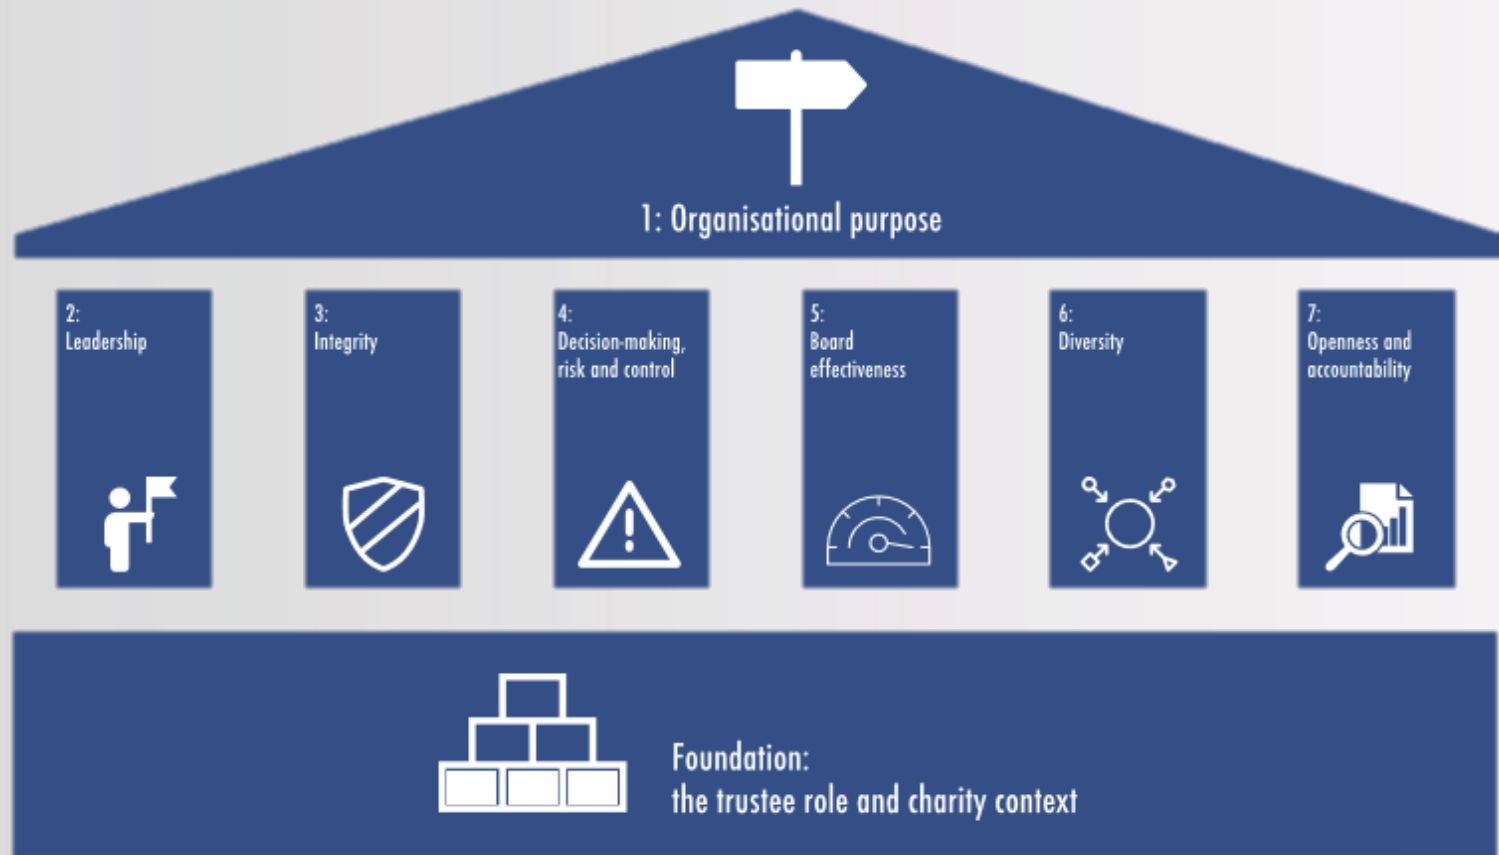 1: Organisational purpose
2:
Leadership
3:
Integrity
4:
Decision-making,
risk and control
5:
Board
effectiveness
6:
Diversity
7:
Openness and
accountability
Foundation:
the trustee role and charity context